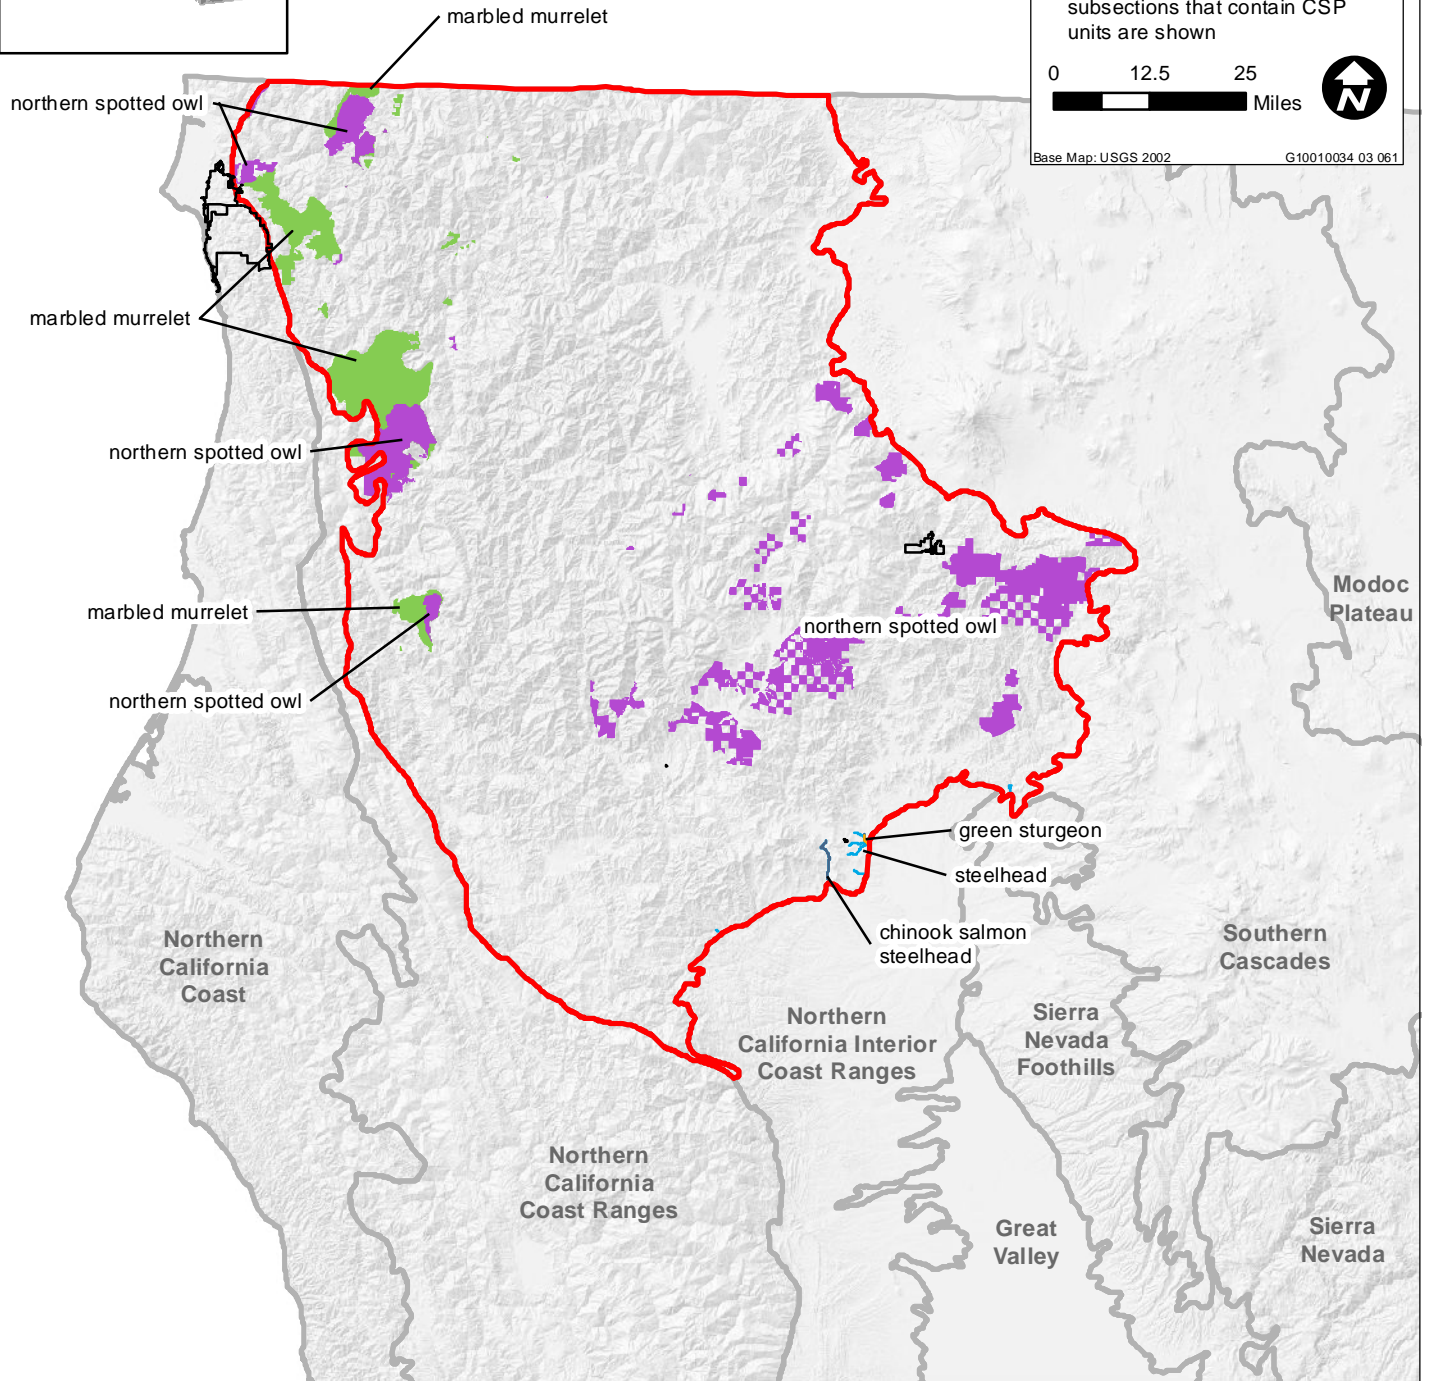 marbled murrelet
subsections that contain CSP
units are shown
0 12.5 25
Miles
N
Base Map: USGS 2002 G10010034 03 061
northern spotted owl
marbled murrelet
northern spotted owl
marbled murrelet
northern spotted owl
northern spotted owl
Modoc
Plateau
green sturgeon
steelhead
chinook salmon
steelhead
Northern
California
Coast
Southern
Cascades
Northern
California Interior
Coast Ranges
Sierra
Nevada
Foothills
Northern
California
Coast Ranges
Great
Valley
Sierra
Nevada